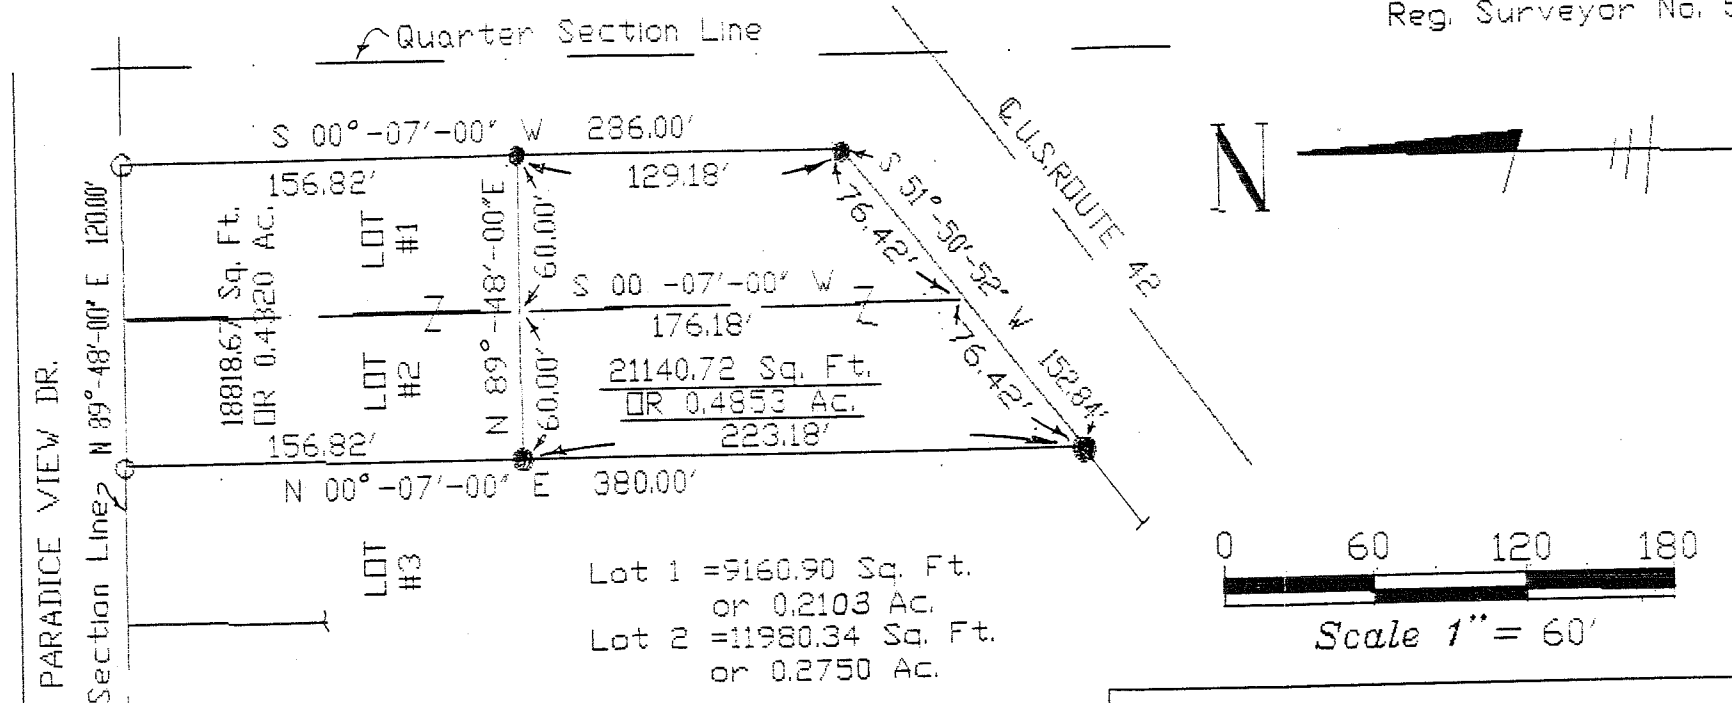 Reg. Surveyor No. 5
Quarter Section Line
℄ U.S.ROUTE 42
N
S 00°-07'-00" W 286.00'
156.82'
129.18'
S 51°-50'-52" W 152.84'
76.42'
76.42'
N 89°-48'-00" E 120.00'
18818.67 Sq. Ft.
OR 0.4320 Ac.
LOT
#1
N 89°-48'-00"E
60.00'
60.00'
S 00 -07'-00" W
176.18'
LOT
#2
21140.72 Sq. Ft.
OR 0.4853 Ac.
223.18'
156.82'
N 00°-07'-00" E 380.00'
PARADICE VIEW DR.
Section Line
LOT
#3
Lot 1 =9160.90 Sq. Ft.
or 0.2103 Ac.
Lot 2 =11980.34 Sq. Ft.
or 0.2750 Ac.
0 60 120 180
Scale 1"= 60'